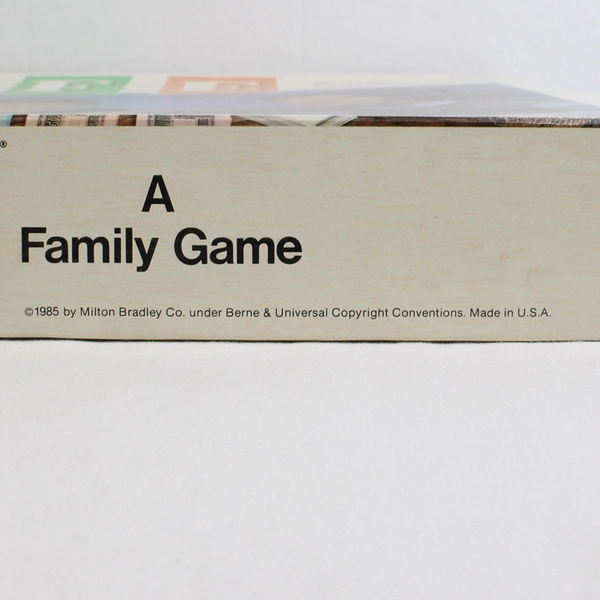 F E
®
A
Family Game
©1985 by Milton Bradley Co. under Berne & Universal Copyright Conventions. Made in U.S.A.